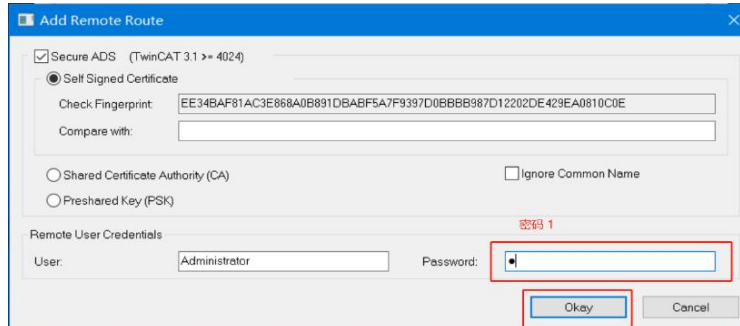 Add Remote Route
Secure ADS (TwinCAT 3.1 >= 4024)
Self Signed Certificate
Check Fingerprint: EE34BAF81AC3E868A0B891DBABF5A7F9397D0BBBB987D12202DE429EA0810C0E
Compare with:
Shared Certificate Authority (CA) Ignore Common Name
Preshared Key (PSK)
密码 1
Remote User Credentials
User: Administrator Password: ●
Okay Cancel